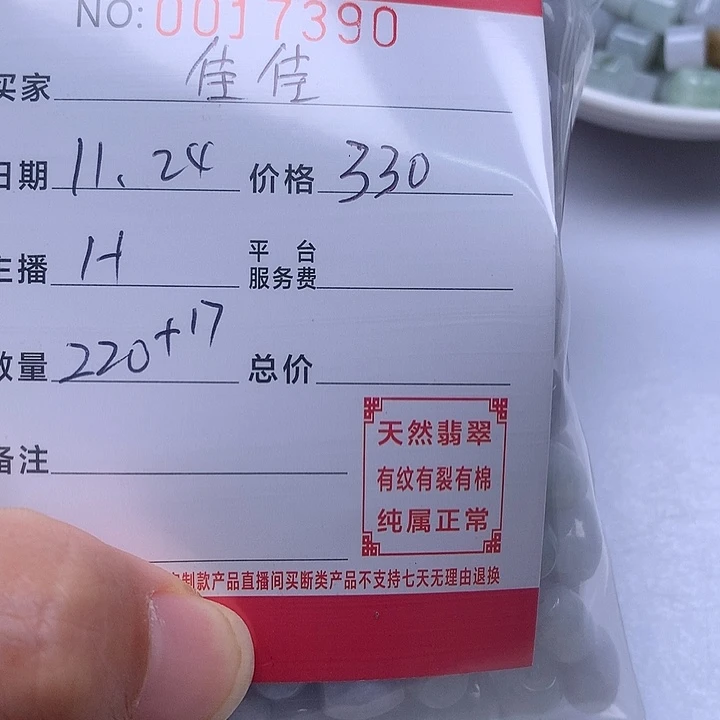 NO:0017390
买家 佳佳
日期 11.24 价格 330
主播 H 平台服务费
数量 220+17 总价
备注
天然翡翠
有纹有裂有棉
纯属正常
制款产品直播间买断类产品不支持七天无理由退换